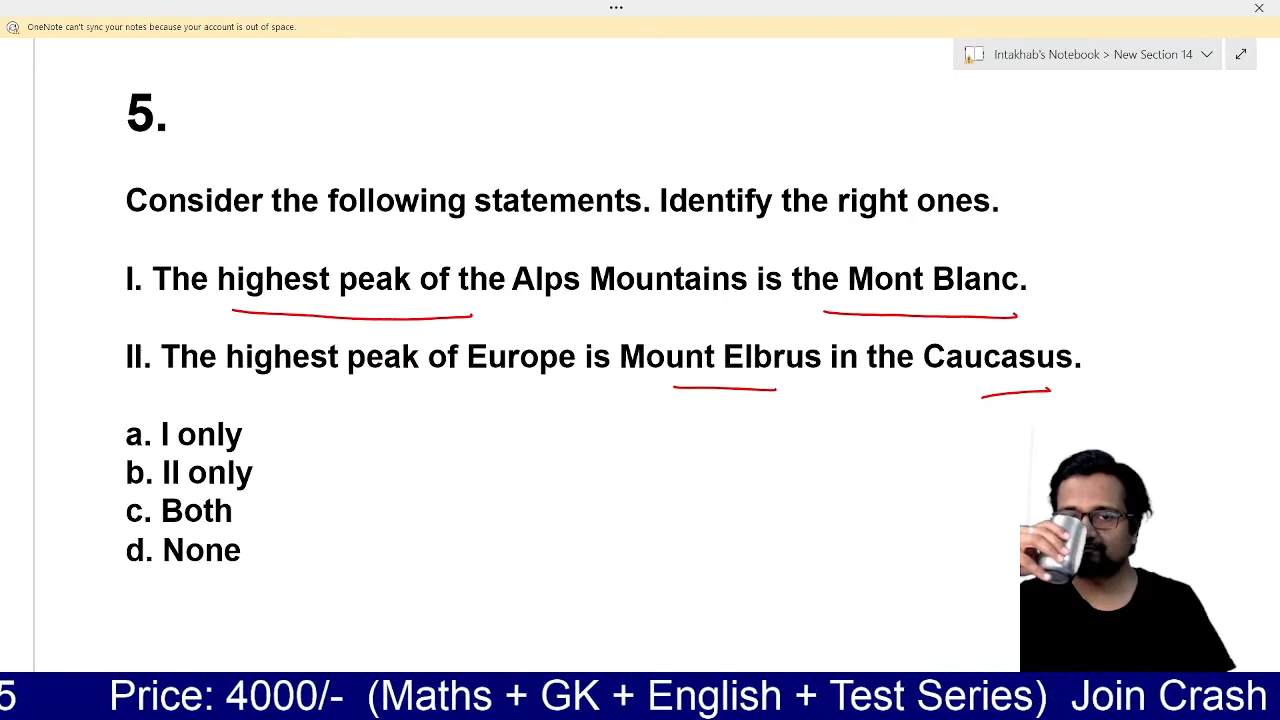 •••
OneNote can't sync your notes because your account is out of space.
Intakhab's Notebook > New Section 14
5.
Consider the following statements. Identify the right ones.
I. The highest peak of the Alps Mountains is the Mont Blanc.
II. The highest peak of Europe is Mount Elbrus in the Caucasus.
a. I only
b. II only
c. Both
d. None
5 Price: 4000/- (Maths + GK + English + Test Series) Join Crash